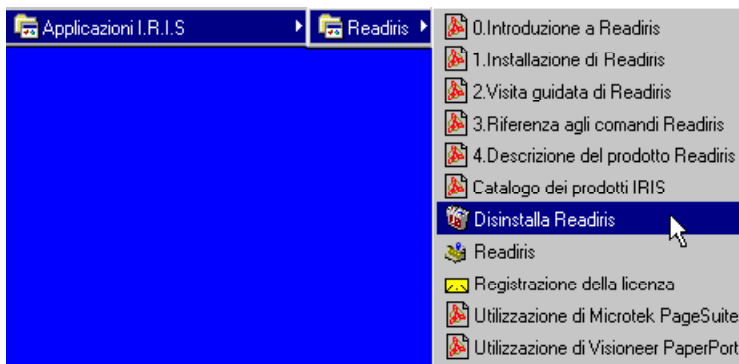 Applicazioni I.R.I.S
Readiris
0.Introduzione a Readiris
1.Installazione di Readiris
2.Visita guidata di Readiris
3.Riferenza agli comandi Readiris
4.Descrizione del prodotto Readiris
Catalogo dei prodotti IRIS
Disinstalla Readiris
Readiris
Registrazione della licenza
Utilizzazione di Microtek PageSuite
Utilizzazione di Visioneer PaperPort